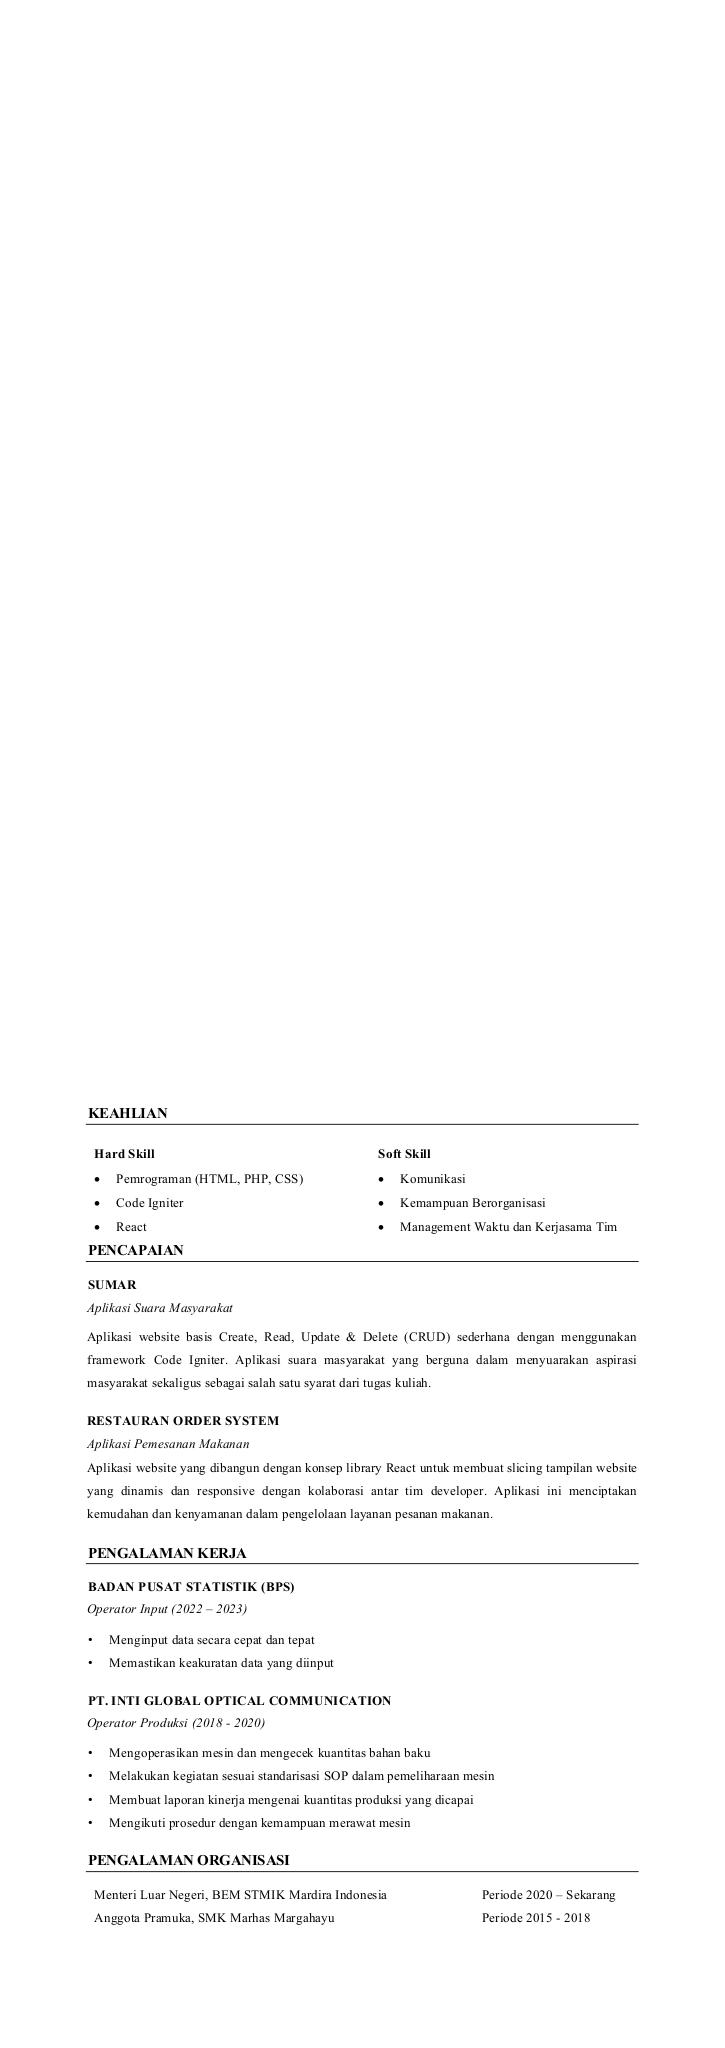 KEAHLIAN
Hard Skill
• Pemrograman (HTML, PHP, CSS)
• Code Igniter
• React
Soft Skill
• Komunikasi
• Kemampuan Berorganisasi
• Management Waktu dan Kerjasama Tim
PENCAPAIAN
SUMAR
Aplikasi Suara Masyarakat
Aplikasi website basis Create, Read, Update & Delete (CRUD) sederhana dengan menggunakan
framework Code Igniter. Aplikasi suara masyarakat yang berguna dalam menyuarakan aspirasi
masyarakat sekaligus sebagai salah satu syarat dari tugas kuliah.
RESTAURAN ORDER SYSTEM
Aplikasi Pemesanan Makanan
Aplikasi website yang dibangun dengan konsep library React untuk membuat slicing tampilan website
yang dinamis dan responsive dengan kolaborasi antar tim developer. Aplikasi ini menciptakan
kemudahan dan kenyamanan dalam pengelolaan layanan pesanan makanan.
PENGALAMAN KERJA
BADAN PUSAT STATISTIK (BPS)
Operator Input (2022 – 2023)
• Menginput data secara cepat dan tepat
• Memastikan keakuratan data yang diinput
PT. INTI GLOBAL OPTICAL COMMUNICATION
Operator Produksi (2018 - 2020)
• Mengoperasikan mesin dan mengecek kuantitas bahan baku
• Melakukan kegiatan sesuai standarisasi SOP dalam pemeliharaan mesin
• Membuat laporan kinerja mengenai kuantitas produksi yang dicapai
• Mengikuti prosedur dengan kemampuan merawat mesin
PENGALAMAN ORGANISASI
Menteri Luar Negeri, BEM STMIK Mardira Indonesia Periode 2020 – Sekarang
Anggota Pramuka, SMK Marhas Margahayu Periode 2015 - 2018